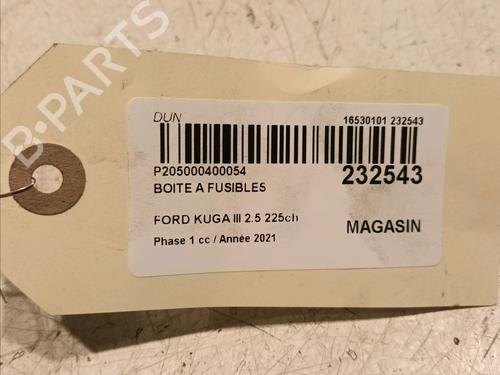 DUN
16530101 232543
P205000400054
232543
BOITE A FUSIBLES
FORD KUGA III 2.5 225ch
MAGASIN
Phase 1 cc / Année 2021
B-PARTS